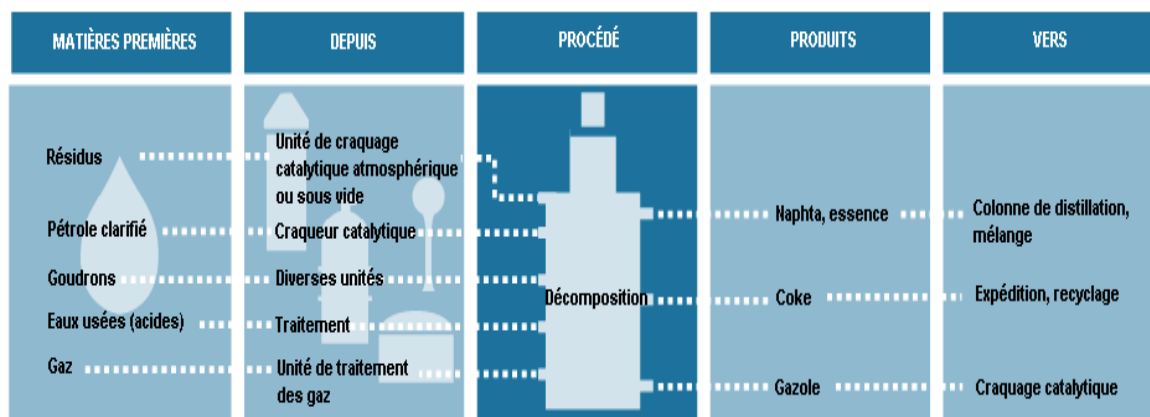 MATIÈRES PREMIÈRES
DEPUIS
PROCÉDÉ
PRODUITS
VERS
Résidus
Unité de craquage
catalytique atmosphérique
ou sous vide
Naphta, essence
Colonne de distillation,
mélange
Pétrole clarifié
Craqueur catalytique
Goudrons
Diverses unités
Décomposition
Coke
Expédition, recyclage
Eaux usées (acides)
Traitement
Gaz
Unité de traitement
des gaz
Gazole
Craquage catalytique